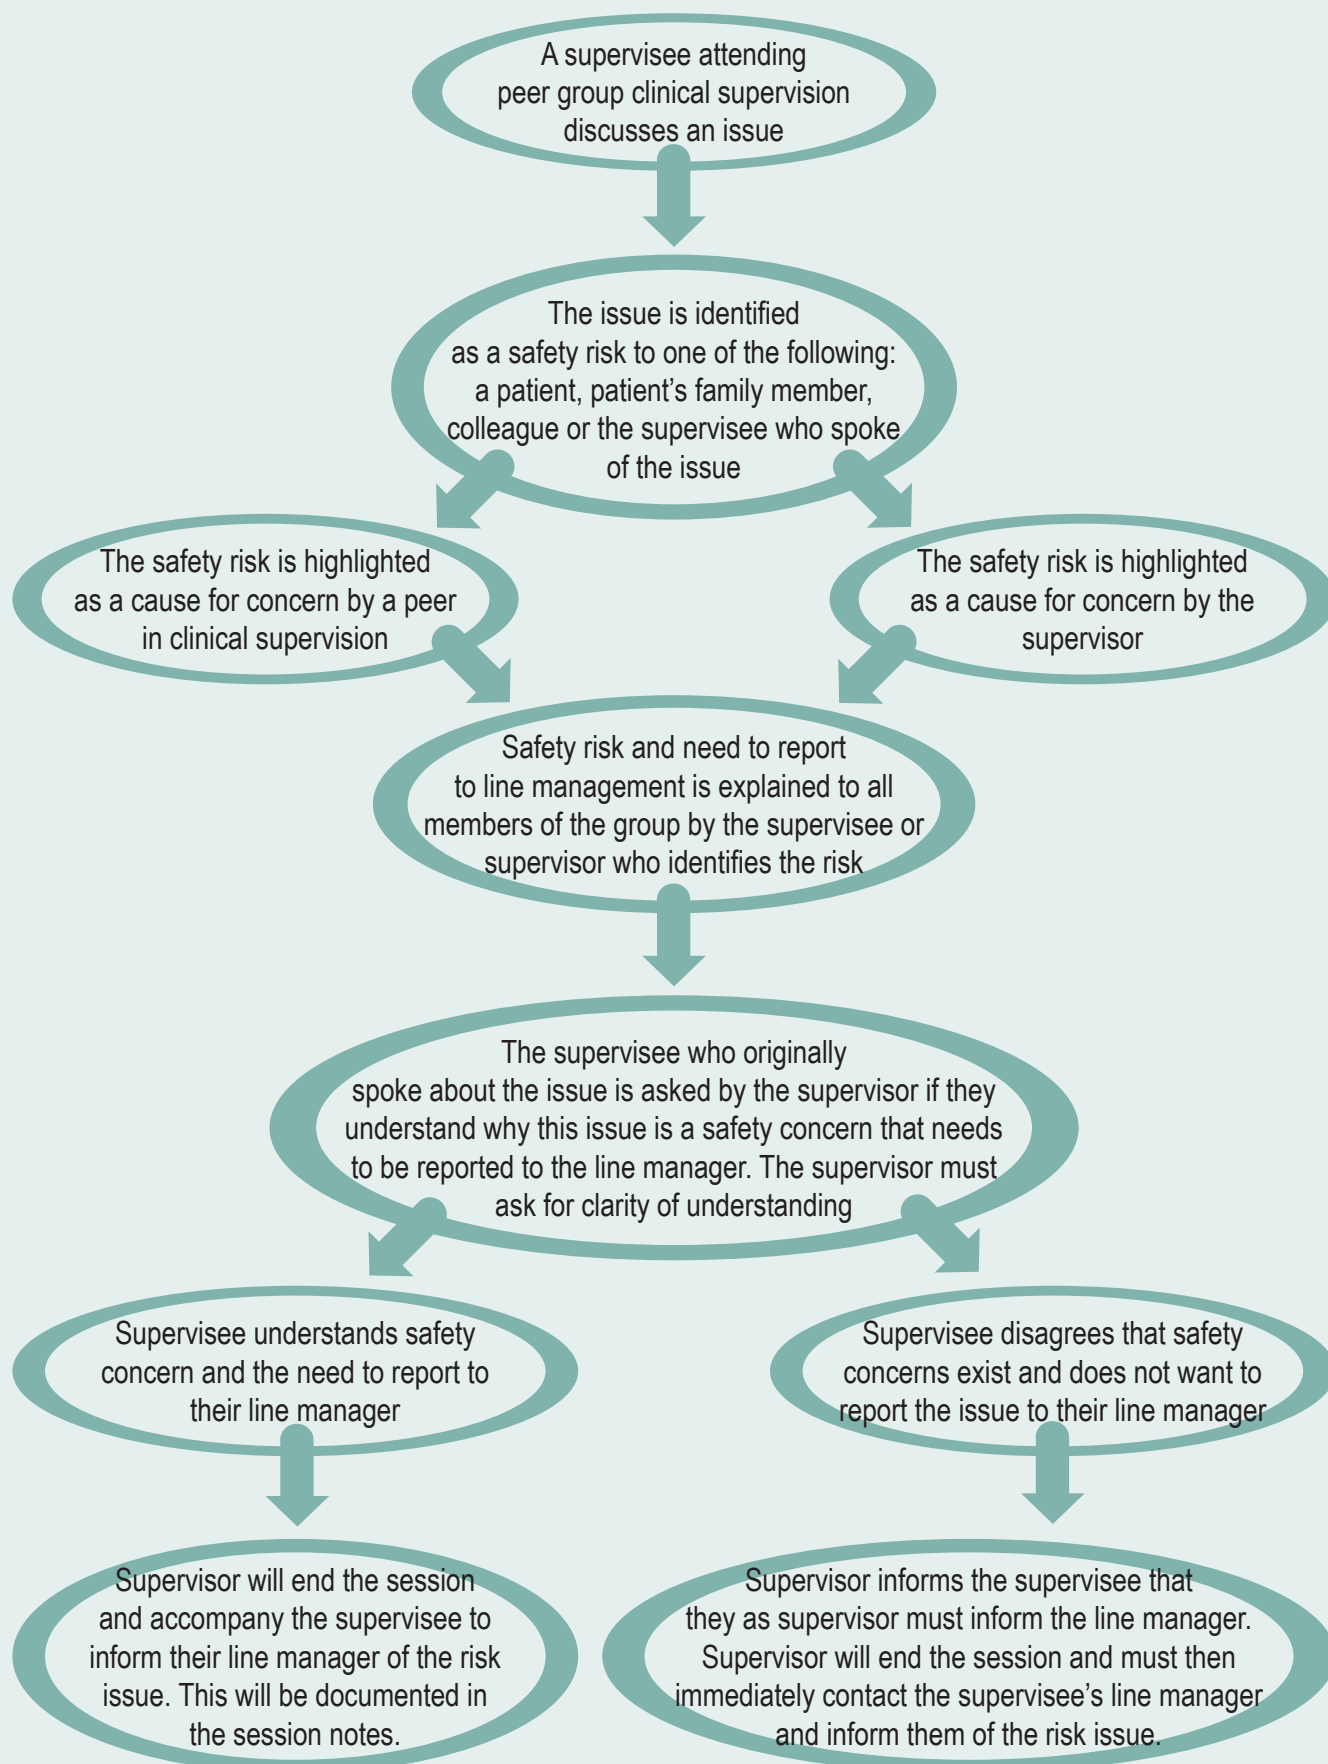 A supervisee attending
peer group clinical supervision
discusses an issue
The issue is identified
as a safety risk to one of the following:
a patient, patient’s family member,
colleague or the supervisee who spoke
of the issue
The safety risk is highlighted
as a cause for concern by a peer
in clinical supervision
The safety risk is highlighted
as a cause for concern by the
supervisor
Safety risk and need to report
to line management is explained to all
members of the group by the supervisee or
supervisor who identifies the risk
The supervisee who originally
spoke about the issue is asked by the supervisor if they
understand why this issue is a safety concern that needs
to be reported to the line manager. The supervisor must
ask for clarity of understanding
Supervisee understands safety
concern and the need to report to
their line manager
Supervisee disagrees that safety
concerns exist and does not want to
report the issue to their line manager
Supervisor will end the session
and accompany the supervisee to
inform their line manager of the risk
issue. This will be documented in
the session notes.
Supervisor informs the supervisee that
they as supervisor must inform the line manager.
Supervisor will end the session and must then
immediately contact the supervisee’s line manager
and inform them of the risk issue.